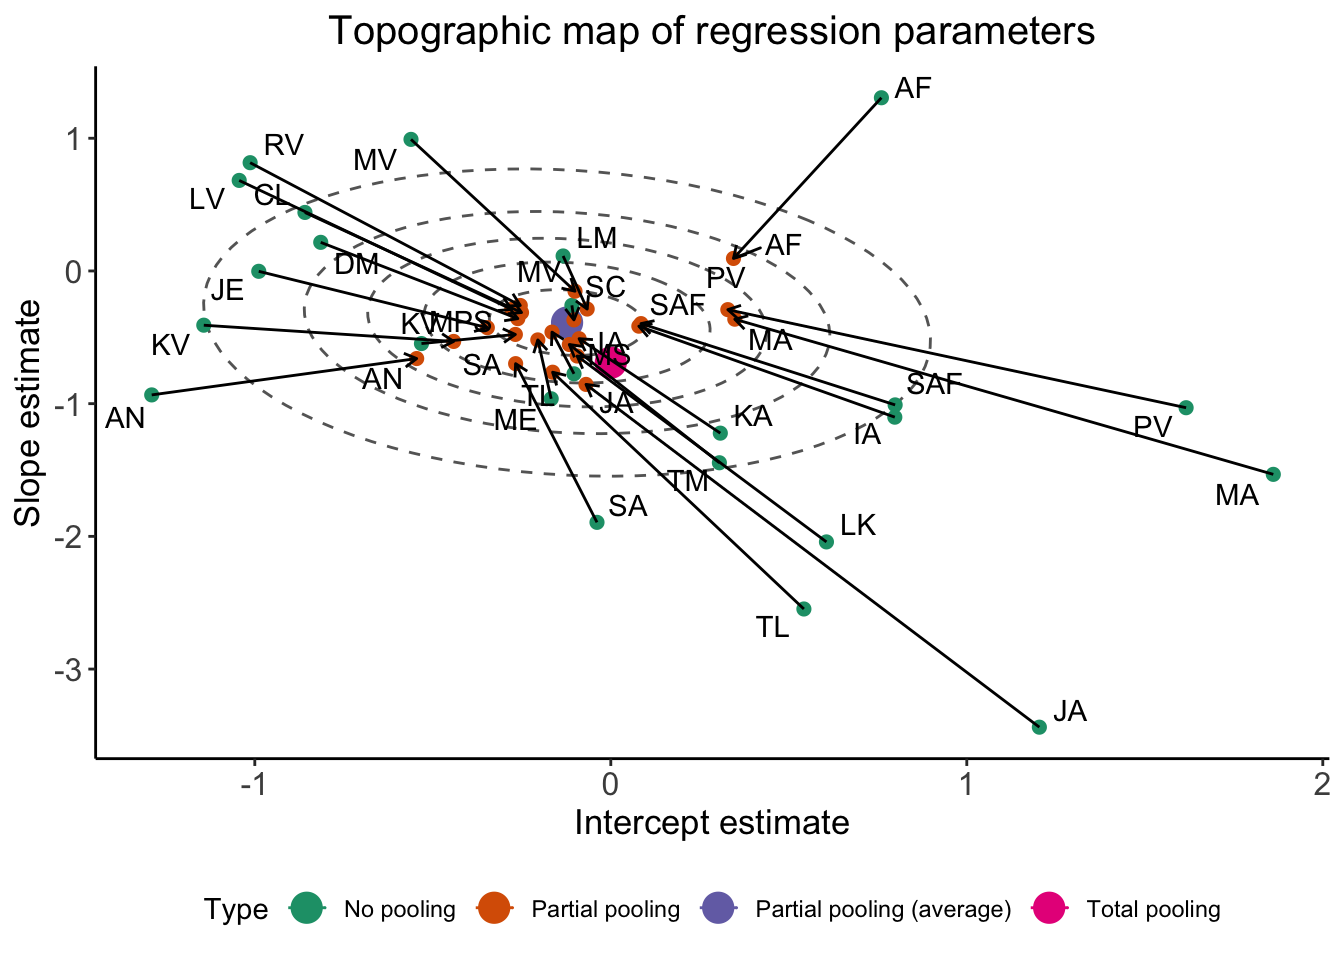 Topographic map of regression parameters
AF
RV
MV
1
LV
CL
LM
AF
DM
0
MV
PV
JE
SC
SAF
KV
MPS
IA
MA
KV
MS
SA
AN
SAF
-1
AN
TL
JA
ME
KA
PV
IA
TM
MA
SA
LK
-2
TL
-3
JA
Slope estimate
-1
0
1
2
Intercept estimate
Type
No pooling
Partial pooling
Partial pooling (average)
Total pooling